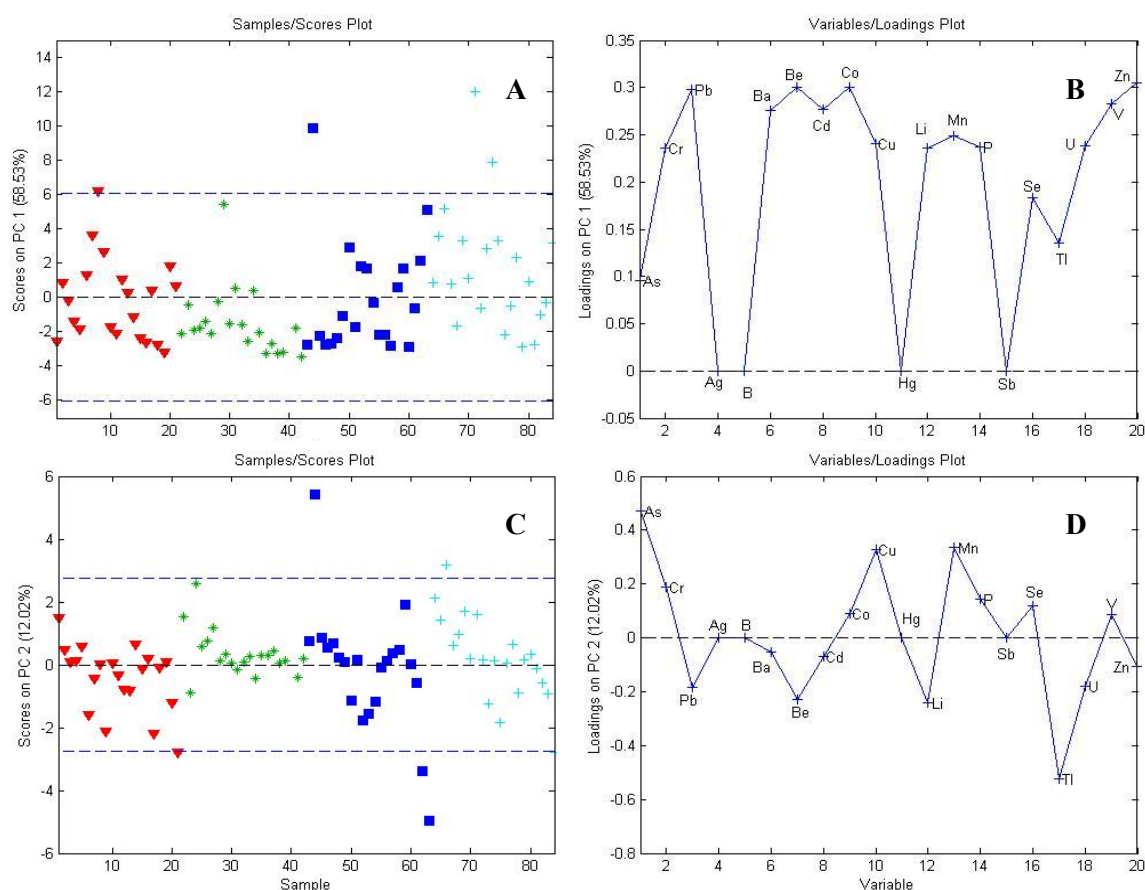 Samples/Scores Plot
A
Scores on PC 1 (58.53%)
14
12
10
8
6
4
2
0
-2
-4
-6
10 20 30 40 50 60 70 80
Variables/Loadings Plot
B
Loadings on PC 1 (58.53%)
0.35
0.3
0.25
0.2
0.15
0.1
0.05
0
-0.05
As Cr Pb Ag B Ba Be Cd Co Cu Hg Li Mn P Sb Se Tl U V Zn
2 4 6 8 10 12 14 16 18 20
Samples/Scores Plot
C
Scores on PC 2 (12.02%)
6
4
2
0
-2
-4
-6
10 20 30 40 50 60 70 80
Sample
Variables/Loadings Plot
D
Loadings on PC 2 (12.02%)
0.6
0.4
0.2
0
-0.2
-0.4
-0.6
-0.8
As Cr Pb Ag B Ba Be Cd Co Cu Hg Li Mn P Sb Se Tl U V Zn
2 4 6 8 10 12 14 16 18 20
Variable